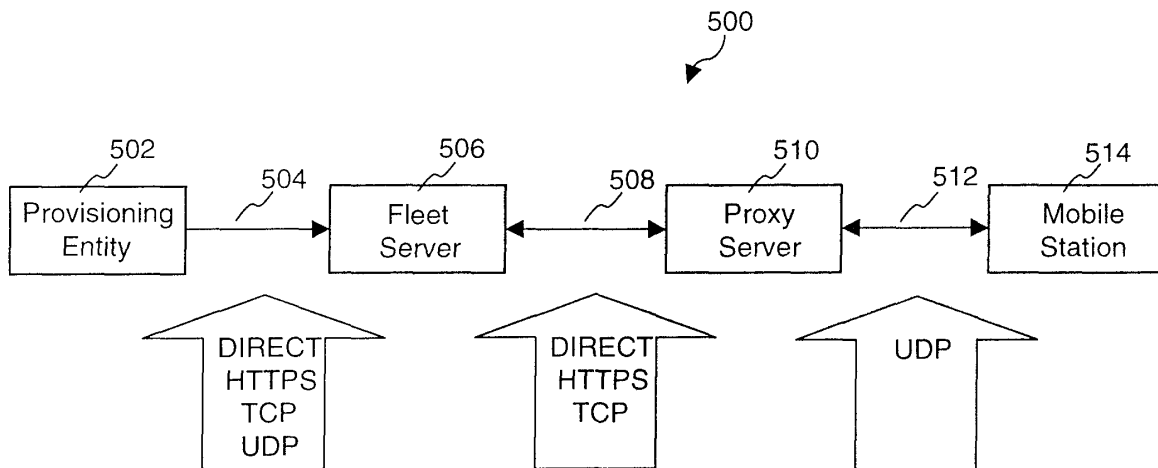 500
502
504
506
508
510
512
514
Provisioning
Entity
Fleet
Server
Proxy
Server
Mobile
Station
DIRECT
HTTPS
TCP
UDP
DIRECT
HTTPS
TCP
UDP